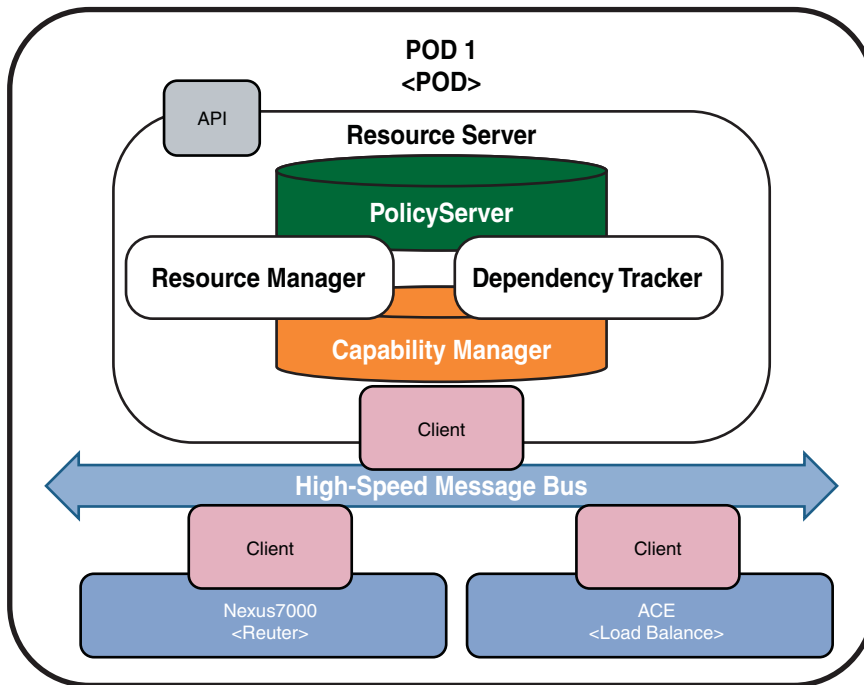 POD 1
<POD>
API
Resource Server
PolicyServer
Resource Manager
Dependency Tracker
Capability Manager
Client
High-Speed Message Bus
Client
Client
Nexus7000
<Reuter>
ACE
<Load Balance>